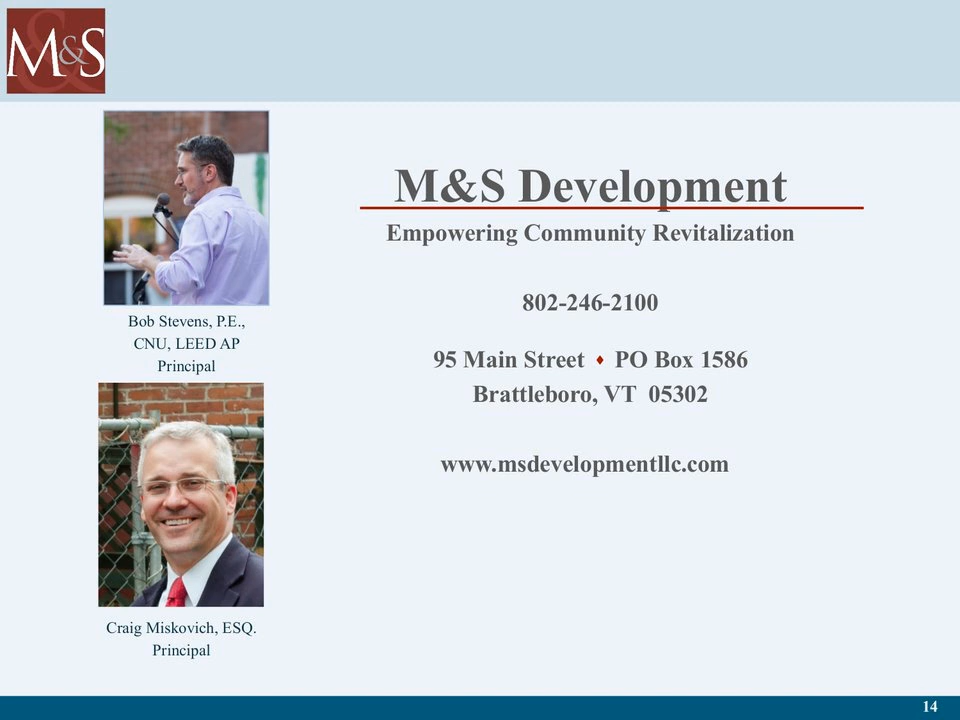 M&S
M&S Development
Empowering Community Revitalization
802-246-2100
95 Main Street ♦ PO Box 1586
Brattleboro, VT 05302
www.msdevelopmentllc.com
Bob Stevens, P.E.,
CNU, LEED AP
Principal
Craig Miskovich, ESQ.
Principal
14